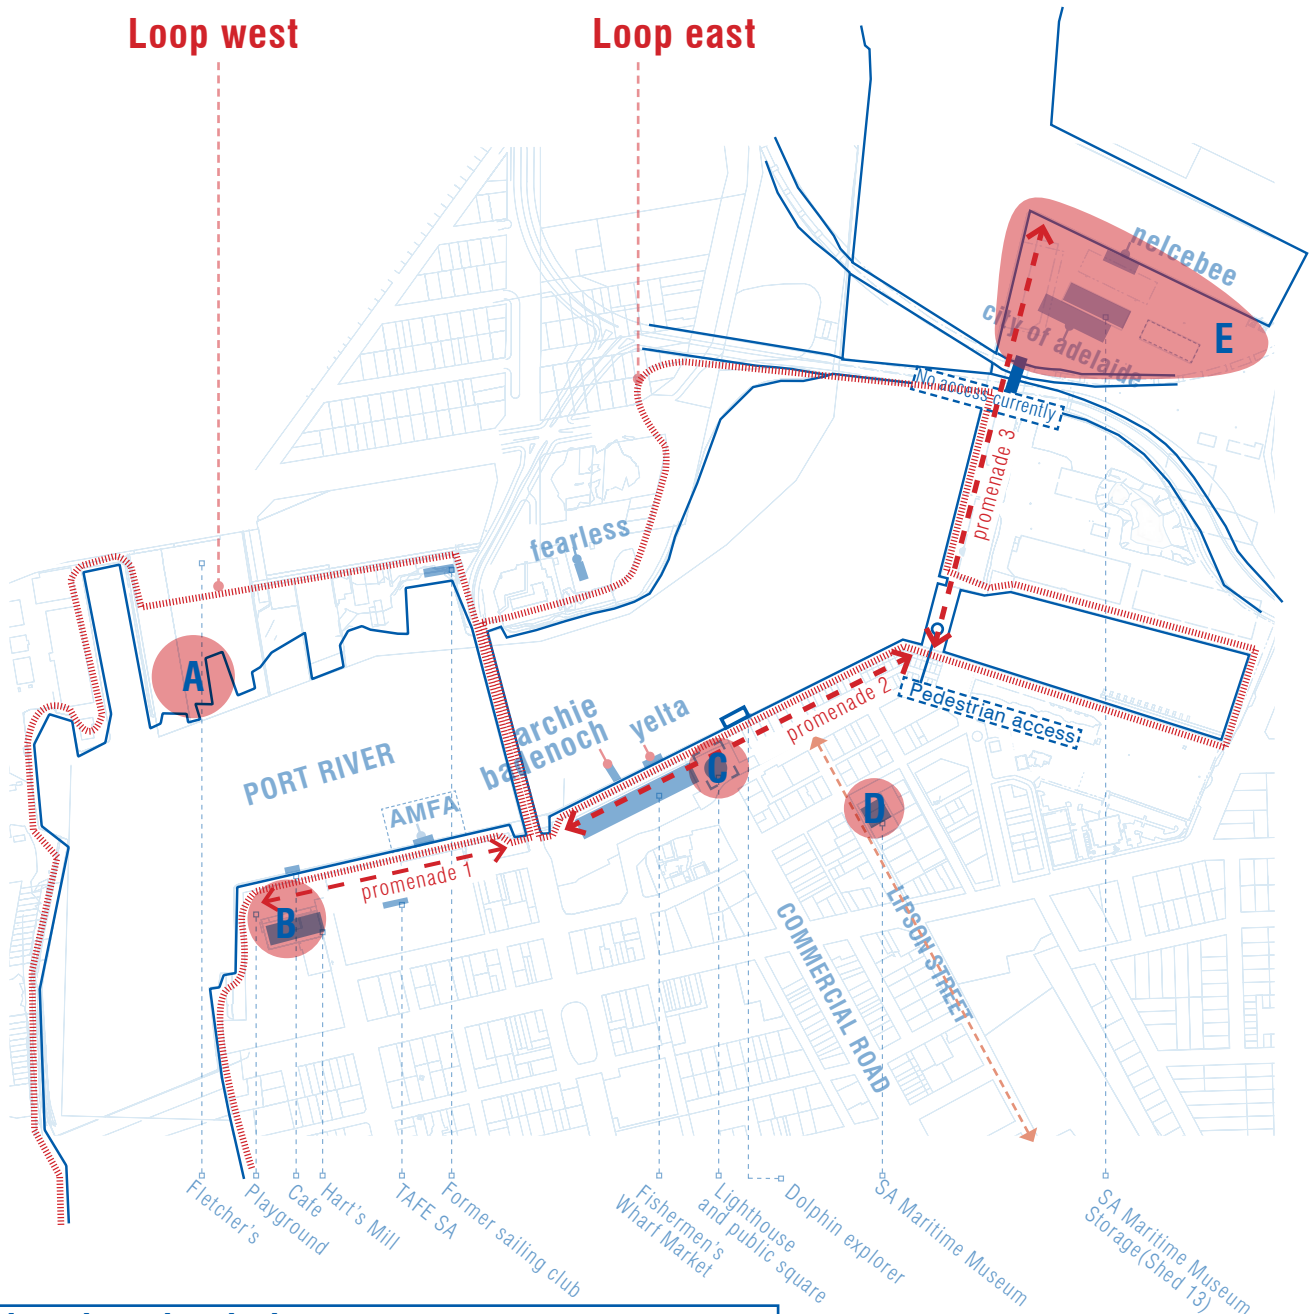 Loop west
Loop east
nelcebee
city of adelaide
E
No access currently
promenade 3
fearless
A
archie
badenoch
yelta
promenade 2
Pedestrian access
PORT RIVER
AMFA
C
D
promenade 1
B
COMMERCIAL ROAD
LIPSON STREET
Fletcher's
Playground
Cafe
Hart's Mill
TAFE SA
Former sailing club
Fishermen's
Wharf Market
Lighthouse
and public square
Dolphin explorer
SA Maritime Museum
SA Maritime Museum
Storage(Shed 13)